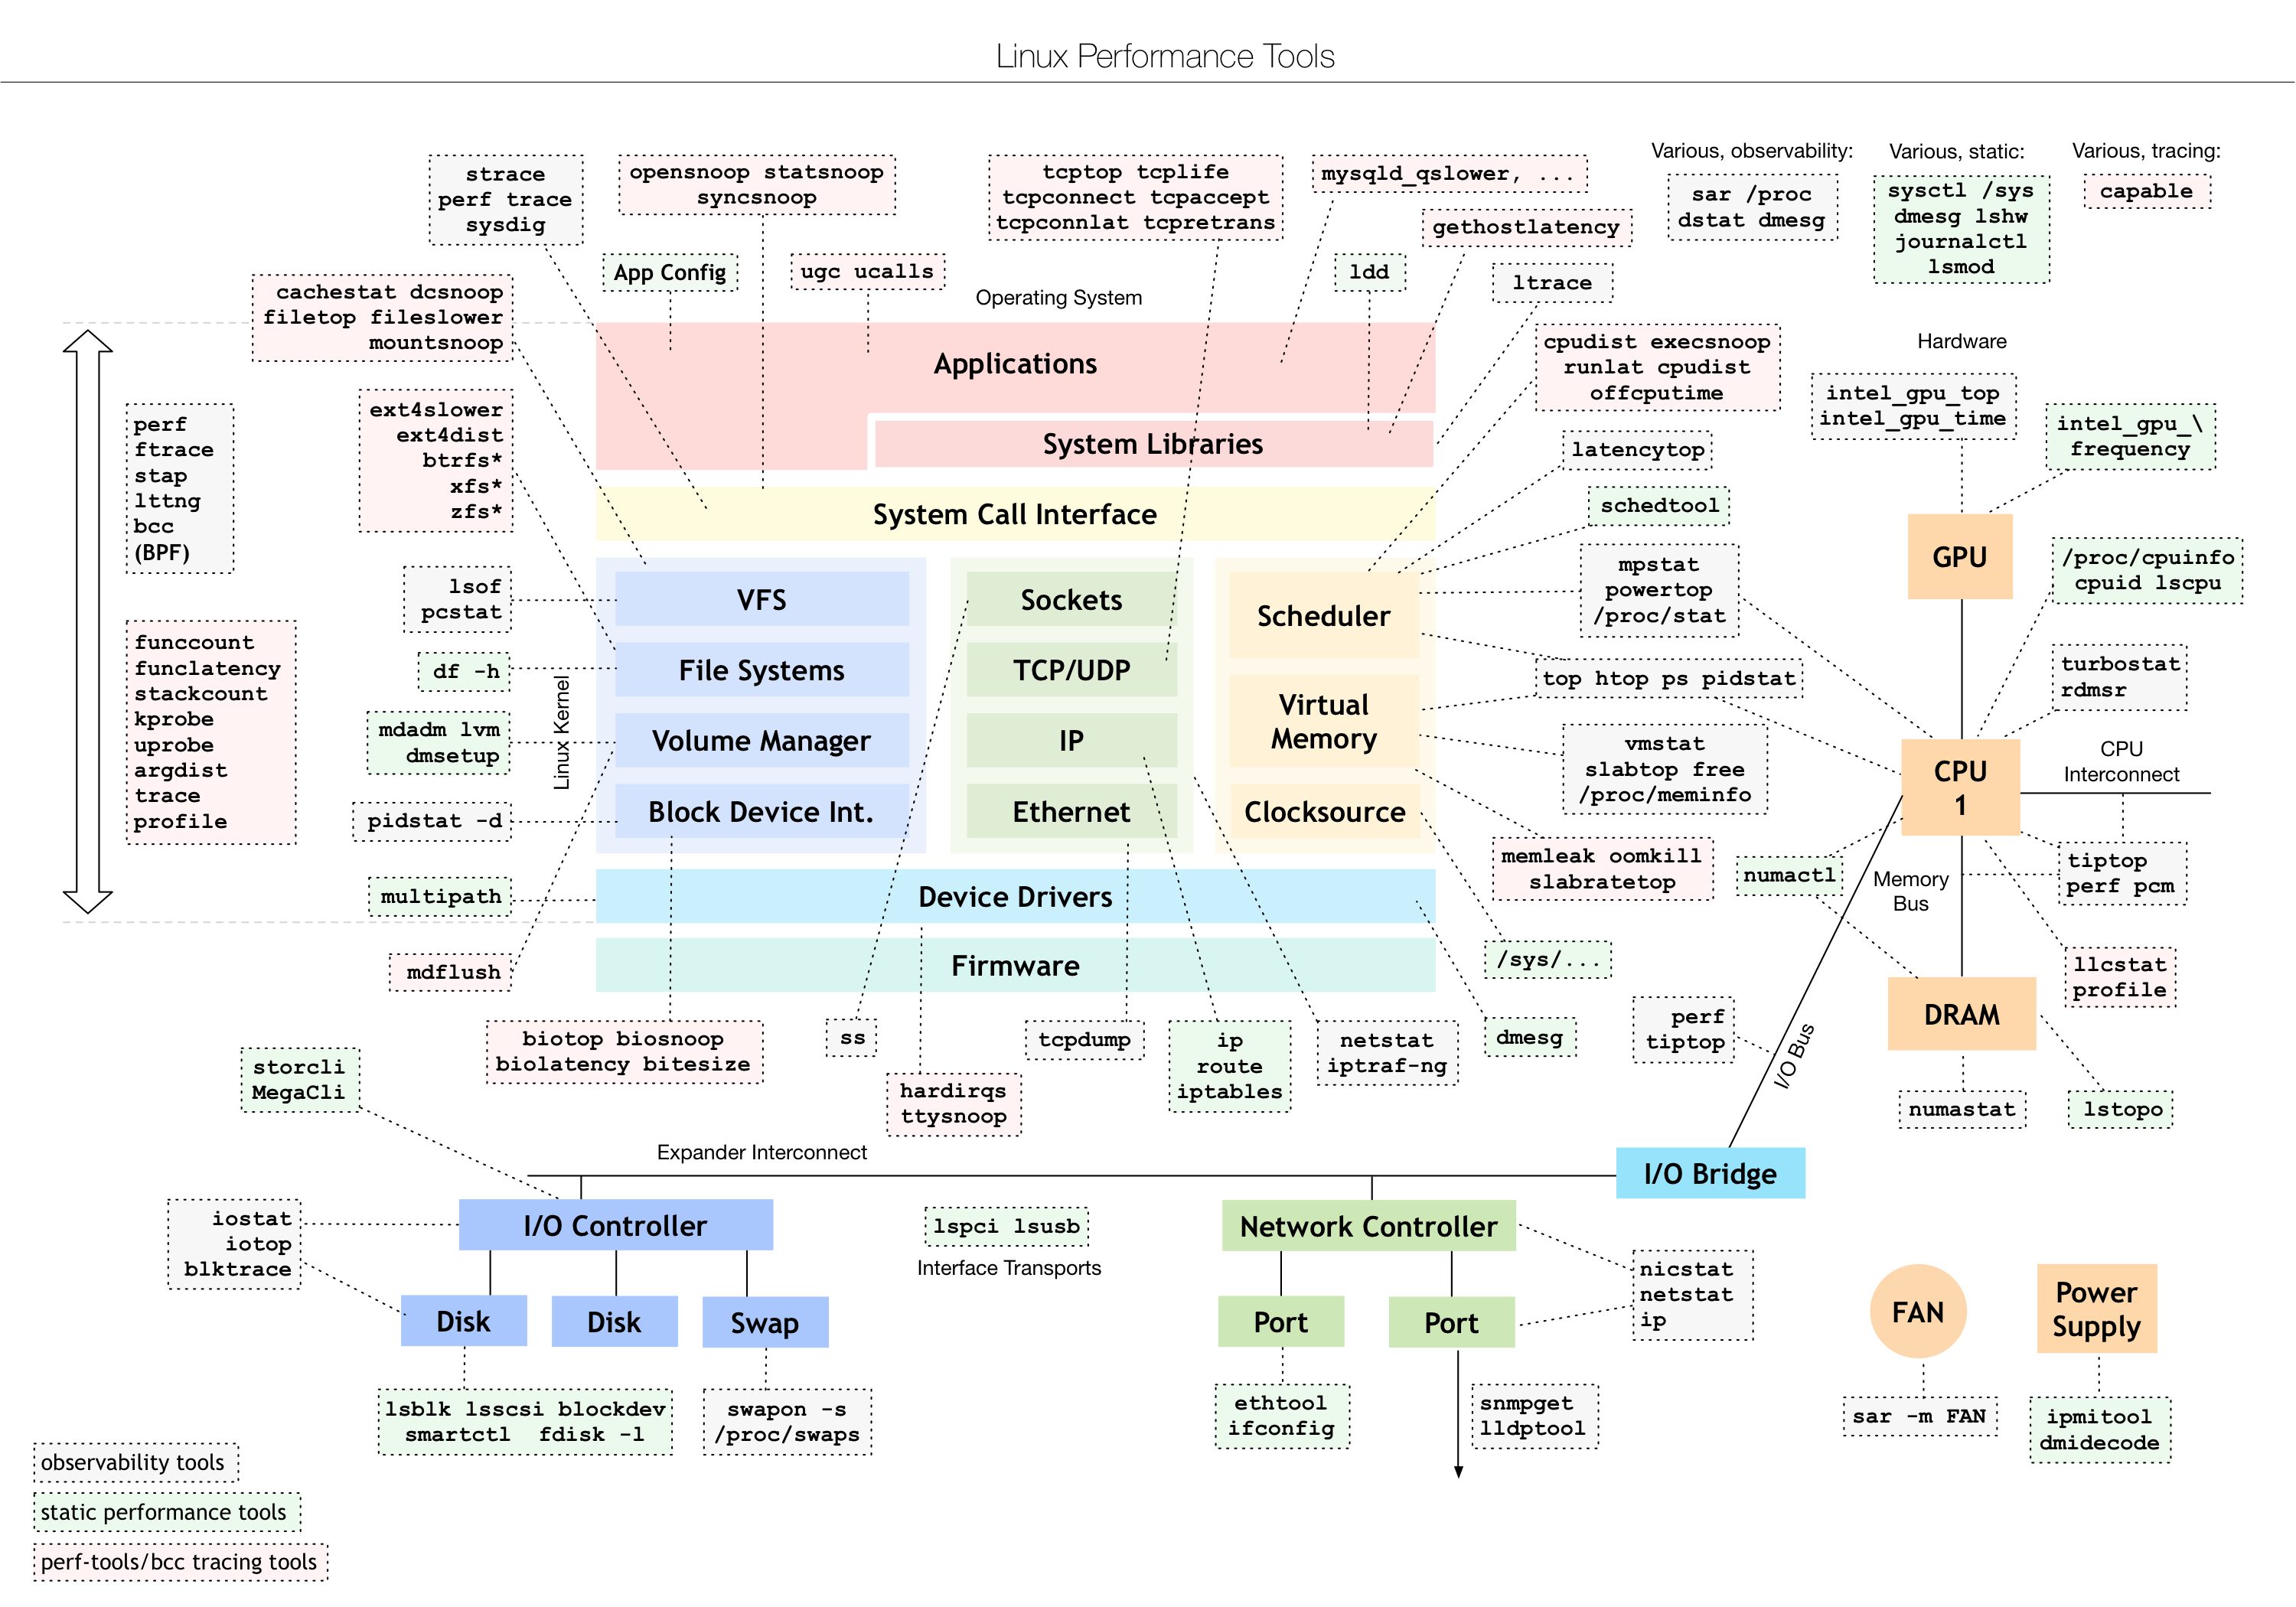 Linux Performance Tools
strace
perf trace
sysdig
opensnoop statsnoop
syncsnoop
tcptop tcplife
tcpconnect tcpaccept
tcpconnlat tcpretrans
mysqld_qslower, ...
gethostlatency
Various, observability:
sar /proc
dstat dmesg
Various, static:
sysctl /sys
dmesg lshw
journalctl
lsmod
Various, tracing:
capable
App Config
ugc ucalls
ldd
ltrace
Operating System
cachestat dcsnoop
filetop fileslower
mountsnoop
Applications
cpudist execsnoop
runlat cpudist
offcputime
Hardware
intel_gpu_top
intel_gpu_time
intel_gpu_\
frequency
perf
ftrace
stap
lttng
bcc
(BPF)
ext4slower
ext4dist
btrfs*
xfs*
zfs*
System Libraries
latencytop
System Call Interface
schedtool
GPU
lsof
pcstat
VFS
Sockets
Scheduler
mpstat
powertop
/proc/stat
/proc/cpuinfo
cpuid lscpu
funccount
funclatency
stackcount
kprobe
uprobe
argdist
trace
profile
df -h
Linux Kernel
File Systems
TCP/UDP
top htop ps pidstat
turbostat
rdmsr
mdadm lvm
dmsetup
Volume Manager
IP
Virtual
Memory
vmstat
slabtop free
/proc/meminfo
CPU
1
CPU
Interconnect
pidstat -d
Block Device Int.
Ethernet
Clocksource
memleak oomkill
slabratetop
numactl
Memory
Bus
tiptop
perf pcm
multipath
Device Drivers
mdflush
Firmware
/sys/...
llcstat
profile
DRAM
biotop biosnoop
biolatency bitesize
ss
hardirqs
ttysnoop
tcpdump
ip
route
iptables
netstat
iptraf-ng
dmesg
perf
tiptop
I/O Bus
numastat
lstopo
storcli
MegaCli
Expander Interconnect
I/O Bridge
iostat
iotop
blktrace
I/O Controller
lspci lsusb
Interface Transports
Network Controller
nicstat
netstat
ip
Disk
Disk
Swap
Port
Port
FAN
Power
Supply
lsblk lsscsi blockdev
smartctl  fdisk -l
swapon -s
/proc/swaps
ethtool
ifconfig
snmpget
lldptool
sar -m FAN
ipmitool
dmidecode
observability tools
static performance tools
perf-tools/bcc tracing tools